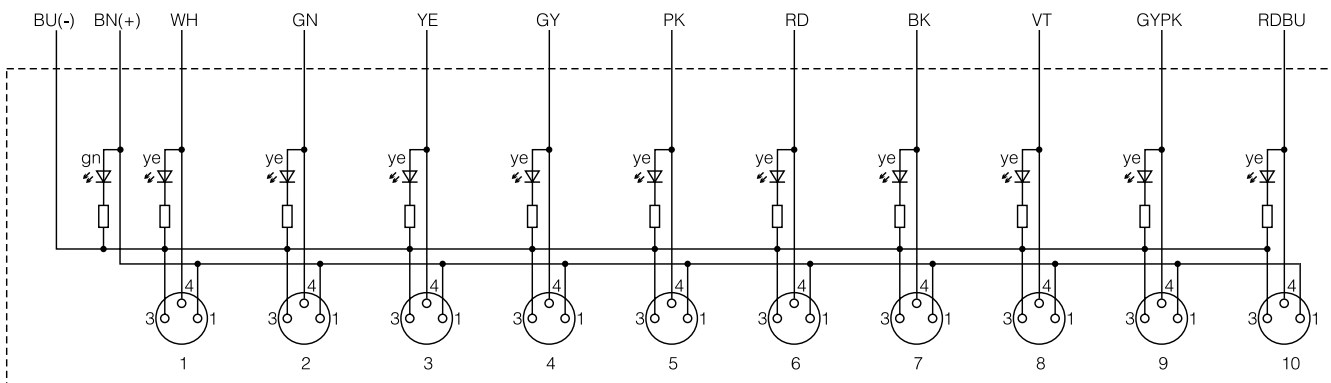 BU(-) BN(+) WH GN YE GY PK RD BK VT GYPK RDBU
gn ye ye ye ye ye ye ye ye ye ye
4 4 4 4 4 4 4 4 4 4
3 1 3 1 3 1 3 1 3 1 3 1 3 1 3 1 3 1 3 1
1 2 3 4 5 6 7 8 9 10